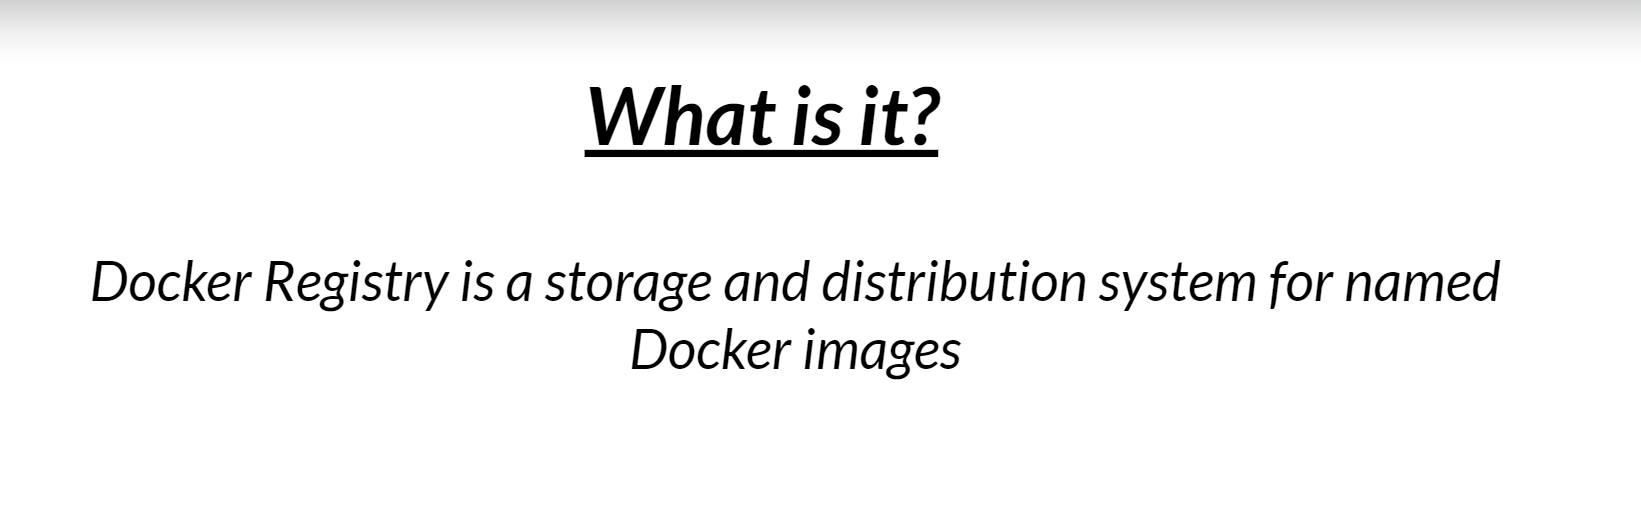 What is it?
Docker Registry is a storage and distribution system for named
Docker images